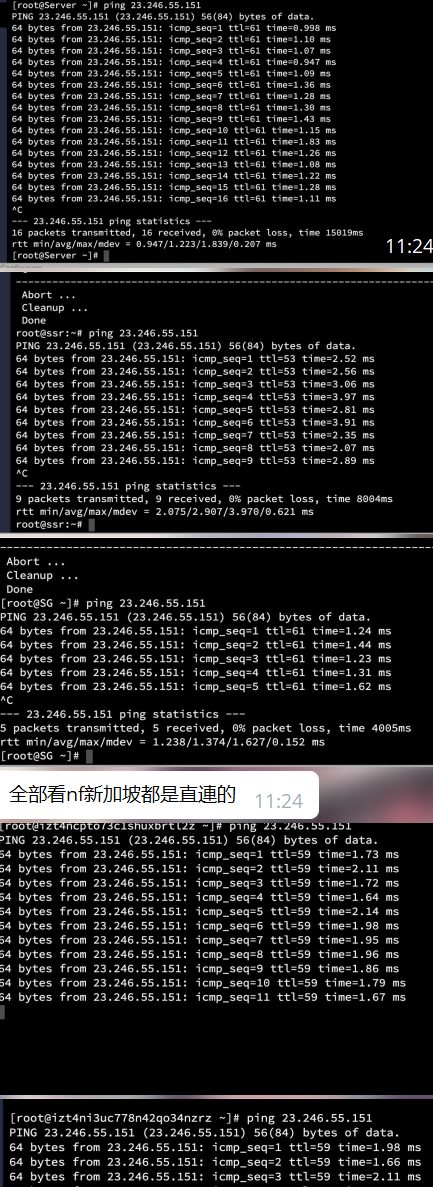 [root@Server ~]# ping 23.246.55.151
PING 23.246.55.151 (23.246.55.151) 56(84) bytes of data.
64 bytes from 23.246.55.151: icmp_seq=1 ttl=61 time=0.998 ms
64 bytes from 23.246.55.151: icmp_seq=2 ttl=61 time=1.10 ms
64 bytes from 23.246.55.151: icmp_seq=3 ttl=61 time=1.07 ms
64 bytes from 23.246.55.151: icmp_seq=4 ttl=61 time=0.947 ms
64 bytes from 23.246.55.151: icmp_seq=5 ttl=61 time=1.09 ms
64 bytes from 23.246.55.151: icmp_seq=6 ttl=61 time=1.36 ms
64 bytes from 23.246.55.151: icmp_seq=7 ttl=61 time=1.28 ms
64 bytes from 23.246.55.151: icmp_seq=8 ttl=61 time=1.30 ms
64 bytes from 23.246.55.151: icmp_seq=9 ttl=61 time=1.43 ms
64 bytes from 23.246.55.151: icmp_seq=10 ttl=61 time=1.15 ms
64 bytes from 23.246.55.151: icmp_seq=11 ttl=61 time=1.83 ms
64 bytes from 23.246.55.151: icmp_seq=12 ttl=61 time=1.26 ms
64 bytes from 23.246.55.151: icmp_seq=13 ttl=61 time=1.08 ms
64 bytes from 23.246.55.151: icmp_seq=14 ttl=61 time=1.22 ms
64 bytes from 23.246.55.151: icmp_seq=15 ttl=61 time=1.28 ms
64 bytes from 23.246.55.151: icmp_seq=16 ttl=61 time=1.11 ms
^C
--- 23.246.55.151 ping statistics ---
16 packets transmitted, 16 received, 0% packet loss, time 15019ms
rtt min/avg/max/mdev = 0.947/1.223/1.839/0.207 ms
[root@Server ~]#
11:24
Abort ...
Cleanup ...
Done
root@ssr:~# ping 23.246.55.151
PING 23.246.55.151 (23.246.55.151) 56(84) bytes of data.
64 bytes from 23.246.55.151: icmp_seq=1 ttl=53 time=2.52 ms
64 bytes from 23.246.55.151: icmp_seq=2 ttl=53 time=2.56 ms
64 bytes from 23.246.55.151: icmp_seq=3 ttl=53 time=3.06 ms
64 bytes from 23.246.55.151: icmp_seq=4 ttl=53 time=3.97 ms
64 bytes from 23.246.55.151: icmp_seq=5 ttl=53 time=2.81 ms
64 bytes from 23.246.55.151: icmp_seq=6 ttl=53 time=3.91 ms
64 bytes from 23.246.55.151: icmp_seq=7 ttl=53 time=2.35 ms
64 bytes from 23.246.55.151: icmp_seq=8 ttl=53 time=2.07 ms
64 bytes from 23.246.55.151: icmp_seq=9 ttl=53 time=2.89 ms
^C
--- 23.246.55.151 ping statistics ---
9 packets transmitted, 9 received, 0% packet loss, time 8004ms
rtt min/avg/max/mdev = 2.075/2.907/3.970/0.621 ms
root@ssr:~#
Abort ...
Cleanup ...
Done
[root@SG ~]# ping 23.246.55.151
PING 23.246.55.151 (23.246.55.151) 56(84) bytes of data.
64 bytes from 23.246.55.151: icmp_seq=1 ttl=61 time=1.24 ms
64 bytes from 23.246.55.151: icmp_seq=2 ttl=61 time=1.44 ms
64 bytes from 23.246.55.151: icmp_seq=3 ttl=61 time=1.23 ms
64 bytes from 23.246.55.151: icmp_seq=4 ttl=61 time=1.31 ms
64 bytes from 23.246.55.151: icmp_seq=5 ttl=61 time=1.62 ms
^C
--- 23.246.55.151 ping statistics ---
5 packets transmitted, 5 received, 0% packet loss, time 4005ms
rtt min/avg/max/mdev = 1.238/1.374/1.627/0.152 ms
[root@SG ~]#
全部看nf新加坡都是直連的
11:24
[root@izt4ncpto73c1shuxbrtl2z ~]# ping 23.246.55.151
PING 23.246.55.151 (23.246.55.151) 56(84) bytes of data.
64 bytes from 23.246.55.151: icmp_seq=1 ttl=59 time=1.73 ms
64 bytes from 23.246.55.151: icmp_seq=2 ttl=59 time=2.11 ms
64 bytes from 23.246.55.151: icmp_seq=3 ttl=59 time=1.72 ms
64 bytes from 23.246.55.151: icmp_seq=4 ttl=59 time=1.64 ms
64 bytes from 23.246.55.151: icmp_seq=5 ttl=59 time=2.14 ms
64 bytes from 23.246.55.151: icmp_seq=6 ttl=59 time=1.98 ms
64 bytes from 23.246.55.151: icmp_seq=7 ttl=59 time=1.95 ms
64 bytes from 23.246.55.151: icmp_seq=8 ttl=59 time=1.96 ms
64 bytes from 23.246.55.151: icmp_seq=9 ttl=59 time=1.86 ms
64 bytes from 23.246.55.151: icmp_seq=10 ttl=59 time=1.79 ms
64 bytes from 23.246.55.151: icmp_seq=11 ttl=59 time=1.67 ms
[root@izt4ni3uc778n42qo34nzrz ~]# ping 23.246.55.151
PING 23.246.55.151 (23.246.55.151) 56(84) bytes of data.
64 bytes from 23.246.55.151: icmp_seq=1 ttl=59 time=1.98 ms
64 bytes from 23.246.55.151: icmp_seq=2 ttl=59 time=1.66 ms
64 bytes from 23.246.55.151: icmp_seq=3 ttl=59 time=2.11 ms